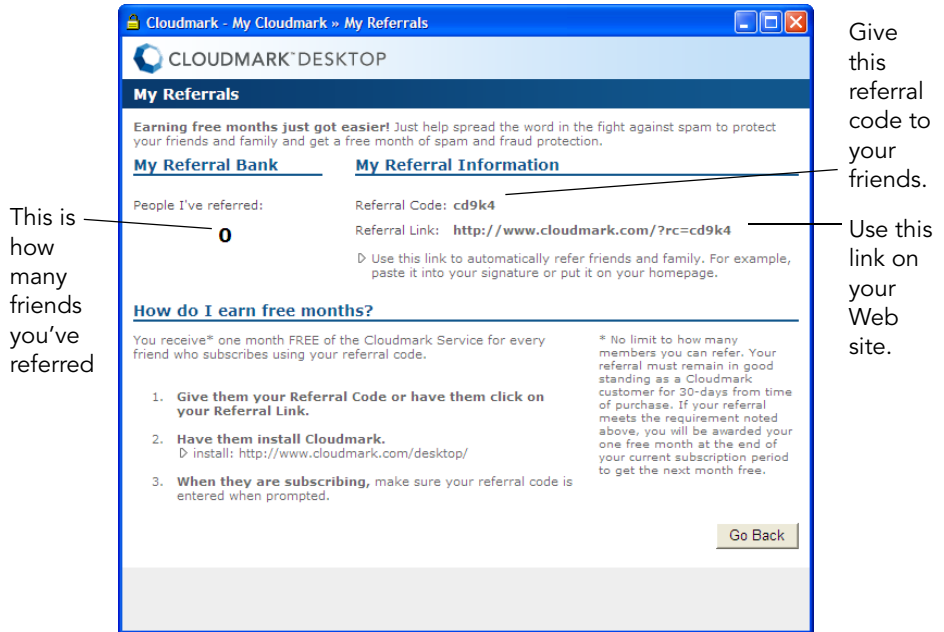 Cloudmark - My Cloudmark » My Referrals
CLOUDMARK™DESKTOP
My Referrals
Earning free months just got easier! Just help spread the word in the fight against spam to protect
your friends and family and get a free month of spam and fraud protection.
My Referral Bank
People I've referred:
0
My Referral Information
Referral Code: cd9k4
Referral Link: http://www.cloudmark.com/?rc=cd9k4
Use this link to automatically refer friends and family. For example,
paste it into your signature or put it on your homepage.
How do I earn free months?
You receive* one month FREE of the Cloudmark Service for every
friend who subscribes using your referral code.
1. Give them your Referral Code or have them click on
your Referral Link.
2. Have them install Cloudmark.
install: http://www.cloudmark.com/desktop/
3. When they are subscribing, make sure your referral code is
entered when prompted.
* No limit to how many
members you can refer. Your
referral must remain in good
standing as a Cloudmark
customer for 30-days from time
of purchase. If your referral
meets the requirement noted
above, you will be awarded your
one free month at the end of
your current subscription period
to get the next month free.
Go Back
This is
how
many
friends
you've
referred
Give
this
referral
code to
your
friends.
Use this
link on
your
Web
site.